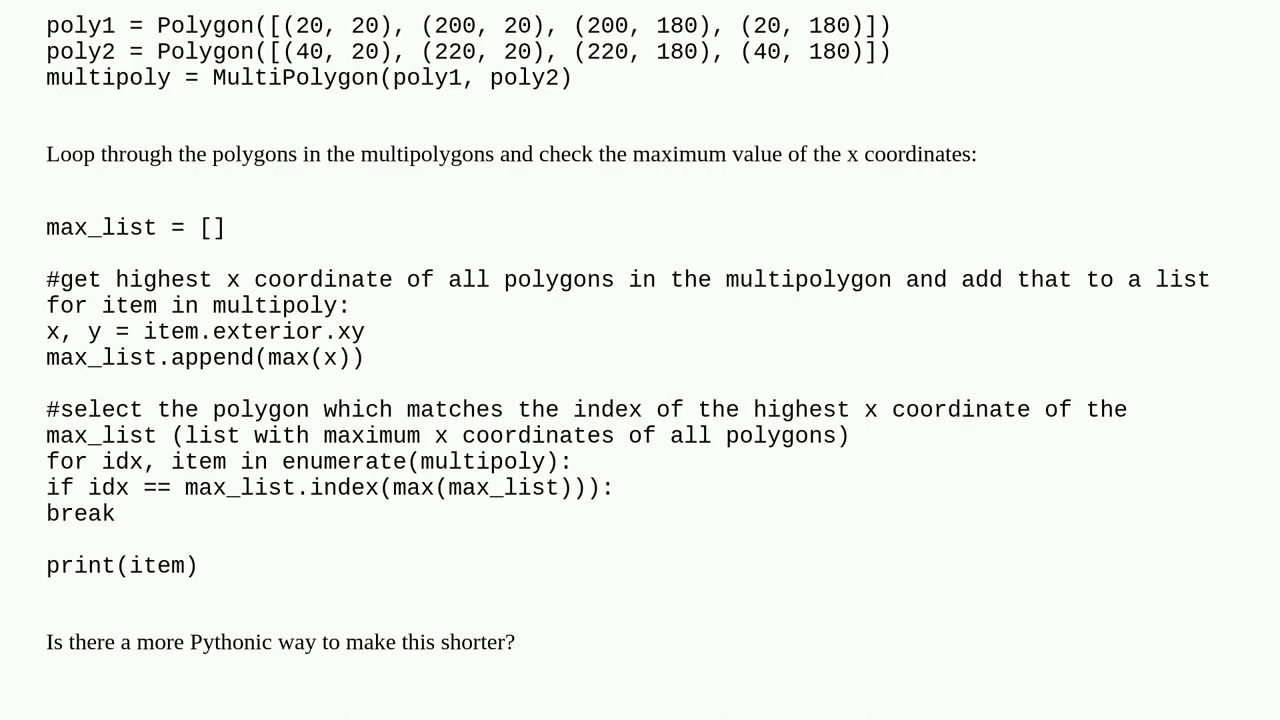 poly1 = Polygon([(20, 20), (200, 20), (200, 180), (20, 180)])
poly2 = Polygon([(40, 20), (220, 20), (220, 180), (40, 180)])
multipoly = MultiPolygon(poly1, poly2)
Loop through the polygons in the multipolygons and check the maximum value of the x coordinates:
max_list = []
#get highest x coordinate of all polygons in the multipolygon and add that to a list
for item in multipoly:
x, y = item.exterior.xy
max_list.append(max(x))
#select the polygon which matches the index of the highest x coordinate of the
max_list (list with maximum x coordinates of all polygons)
for idx, item in enumerate(multipoly):
if idx == max_list.index(max(max_list))):
break
print(item)
Is there a more Pythonic way to make this shorter?